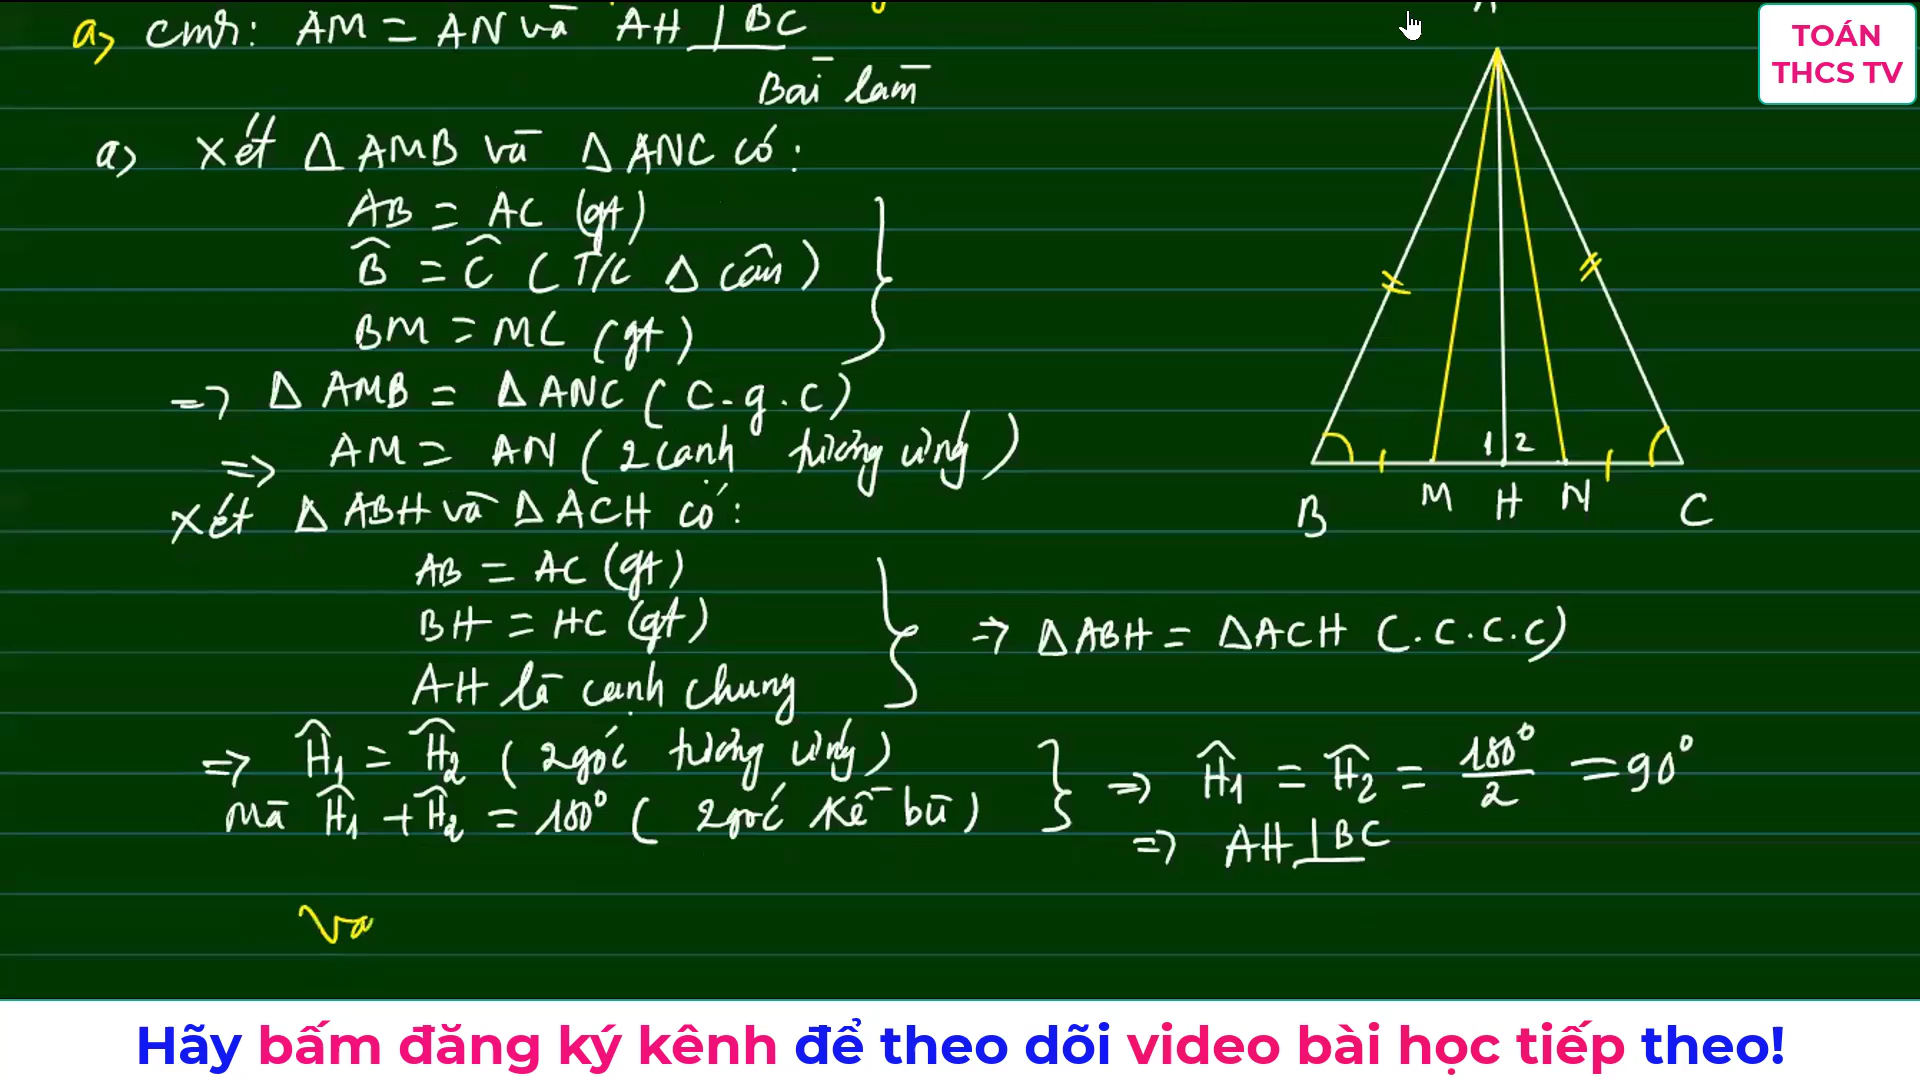 a) cmr: AM = AN và AH ⊥ BC
Bài làm
a) Xét Δ AMB và Δ ANC có:
AB = AC (gt)
B̂ = Ĉ ( T/c Δ cân )
BM = MC (gt)
=> Δ AMB = Δ ANC ( c.g.c)
=> AM = AN ( 2 cạnh tương ứng )
Xét Δ ABH và Δ ACH có:
AB = AC (gt)
BH = HC (gt)
AH là cạnh chung
=> Δ ABH = Δ ACH (.c.c.c)
=> Ĥ₁ = Ĥ₂ ( 2 góc tương ứng )
mà Ĥ₁ + Ĥ₂ = 180° ( 2 góc kề bù )
=> Ĥ₁ = Ĥ₂ = 180°/2 = 90°
=> AH ⊥ BC
Va
TOÁN
THCS TV
1 2
B M H N C
Hãy bấm đăng ký kênh để theo dõi video bài học tiếp theo!